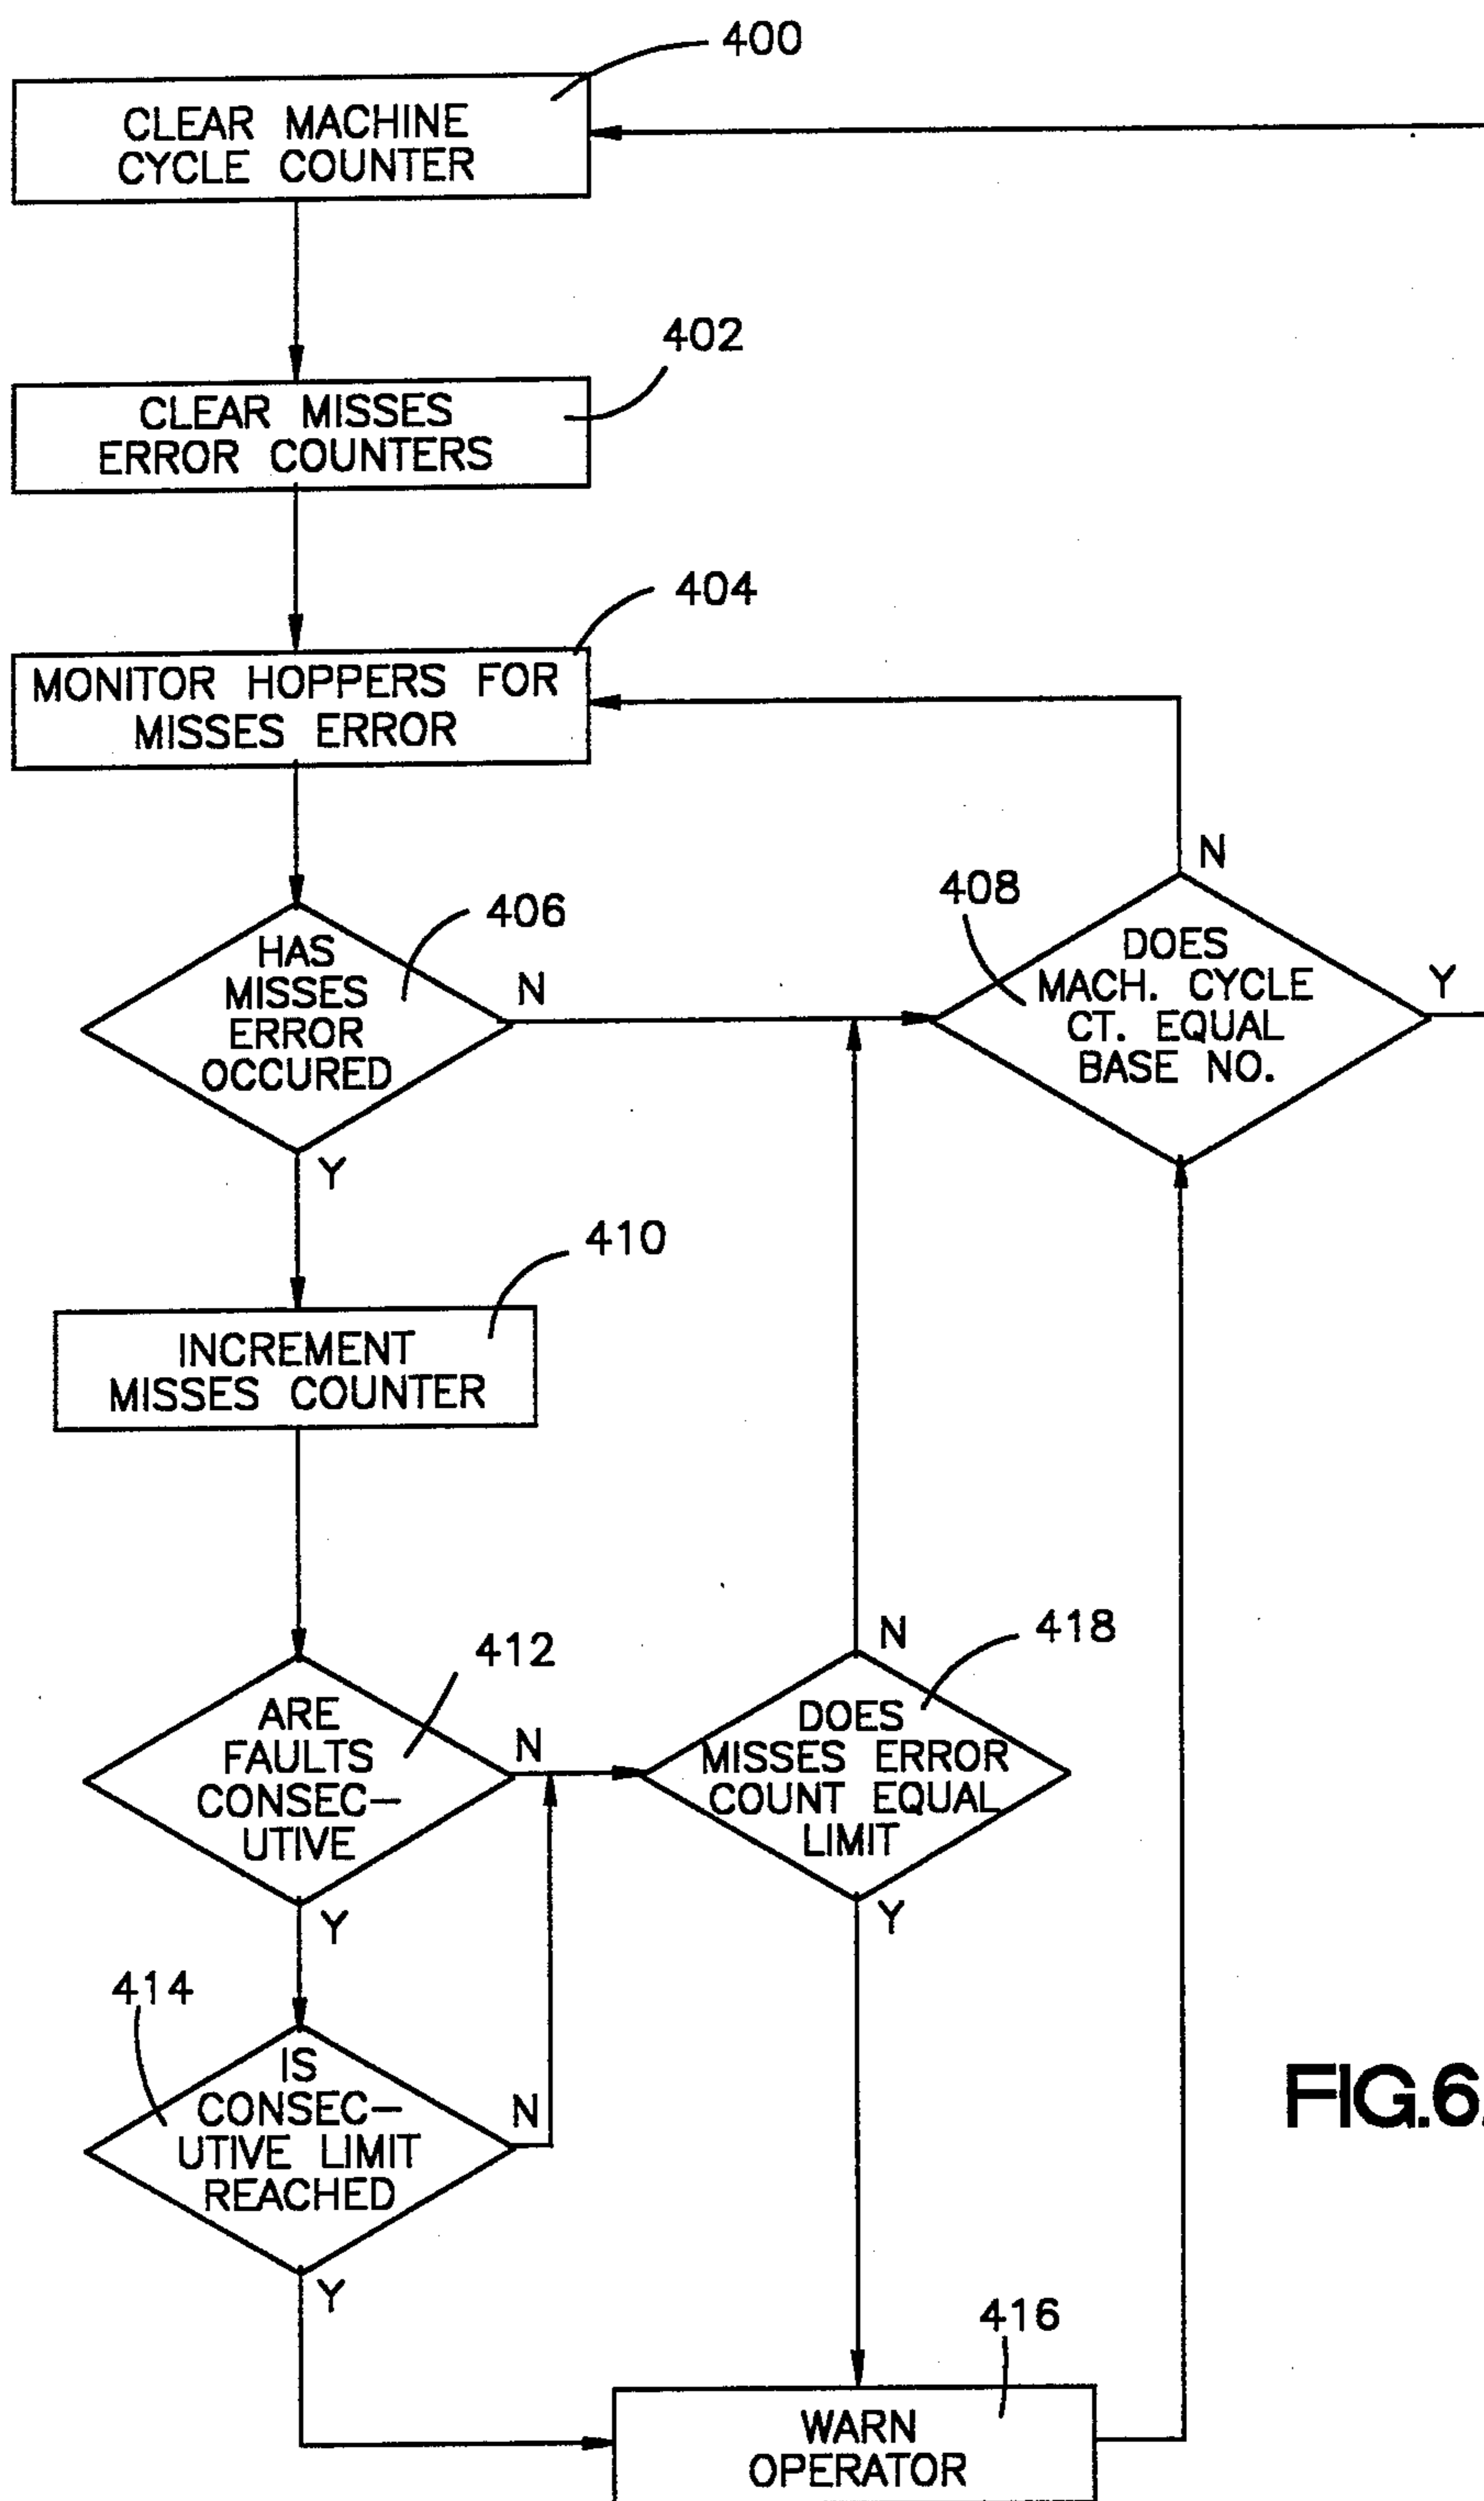 400
CLEAR MACHINE
CYCLE COUNTER
402
CLEAR MISSES
ERROR COUNTERS
404
MONITOR HOPPERS FOR
MISSES ERROR
406
HAS
MISSES
ERROR
OCCURED
N
Y
408
DOES
MACH. CYCLE
CT. EQUAL
BASE NO.
N
Y
410
INCREMENT
MISSES COUNTER
412
ARE
FAULTS
CONSEC-
UTIVE
N
Y
418
DOES
MISSES ERROR
COUNT EQUAL
LIMIT
N
Y
414
IS
CONSEC-
UTIVE LIMIT
REACHED
N
Y
416
WARN
OPERATOR
FIG.6